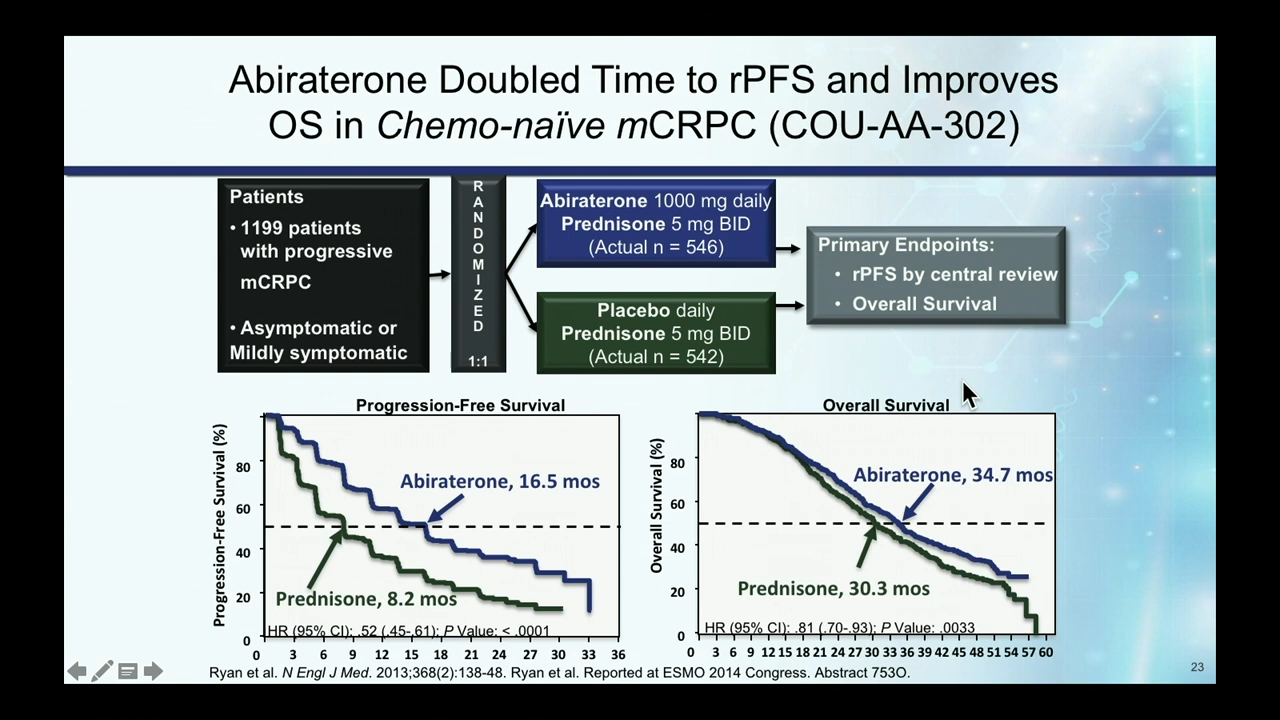 Abiraterone Doubled Time to rPFS and Improves
OS in Chemo-naïve mCRPC (COU-AA-302)
Patients
• 1199 patients
with progressive
mCRPC
• Asymptomatic or
Mildly symptomatic
R
A
N
D
O
M
I
Z
E
D
1:1
Abiraterone 1000 mg daily
Prednisone 5 mg BID
(Actual n = 546)
Placebo daily
Prednisone 5 mg BID
(Actual n = 542)
Primary Endpoints:
• rPFS by central review
• Overall Survival
Progression-Free Survival
Progression-Free Survival (%)
80
60
40
20
0
Abiraterone, 16.5 mos
Prednisone, 8.2 mos
HR (95% CI): .52 (.45-.61); P Value: < .0001
0 3 6 9 12 15 18 21 24 27 30 33 36
Overall Survival
Overall Survival (%)
80
60
40
20
0
Abiraterone, 34.7 mos
Prednisone, 30.3 mos
HR (95% CI): .81 (.70-.93); P Value: .0033
0 3 6 9 12 15 18 21 24 27 30 33 36 39 42 45 48 51 54 57 60
Ryan et al. N Engl J Med. 2013;368(2):138-48. Ryan et al. Reported at ESMO 2014 Congress. Abstract 753O.
23